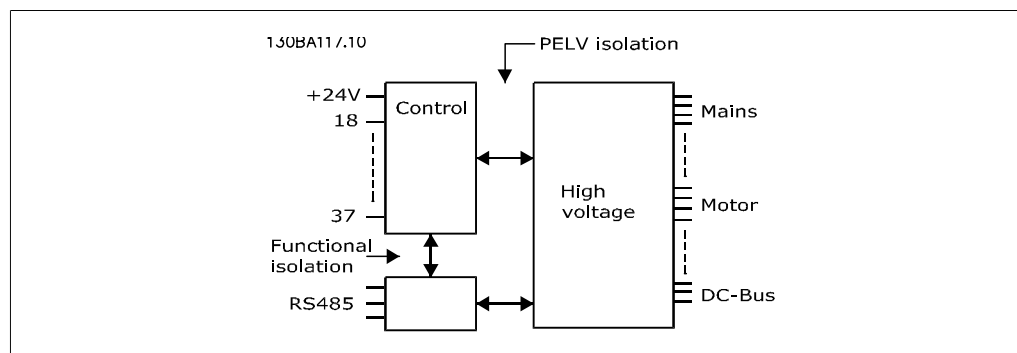 130BA117.10
PELV isolation
+24V
Control
18
Mains
High
voltage
37
Motor
Functional
isolation
RS485
DC-Bus